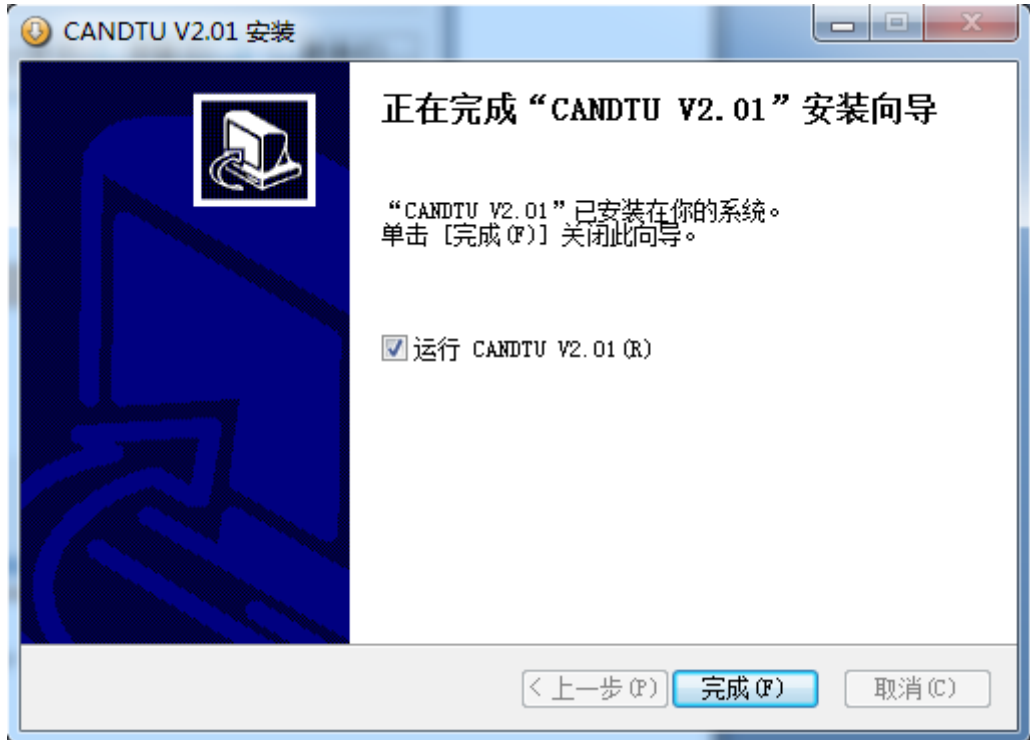 CANDTU V2.01 安装
正在完成“CANDTU V2.01”安装向导
“CANDTU V2.01”已安装在你的系统。
单击 [完成(F)] 关闭此向导。
运行 CANDTU V2.01(R)
< 上一步(P) 完成(F) 取消(C)